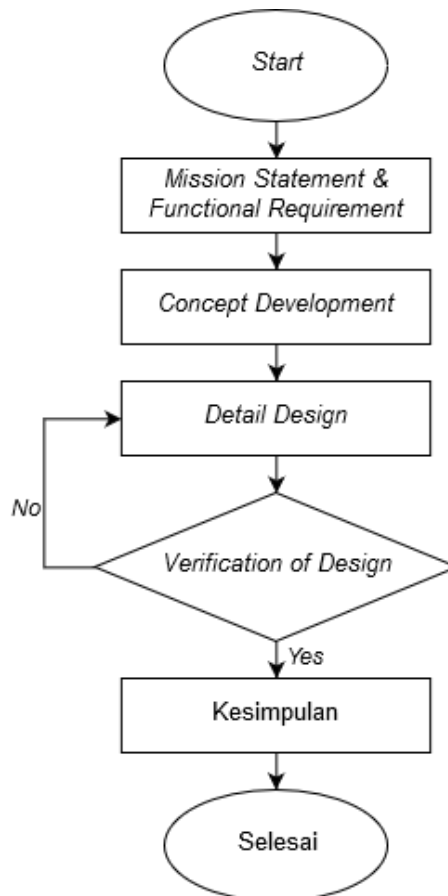 Start
Mission Statement &
Functional Requirement
Concept Development
Detail Design
No
Verification of Design
Yes
Kesimpulan
Selesai